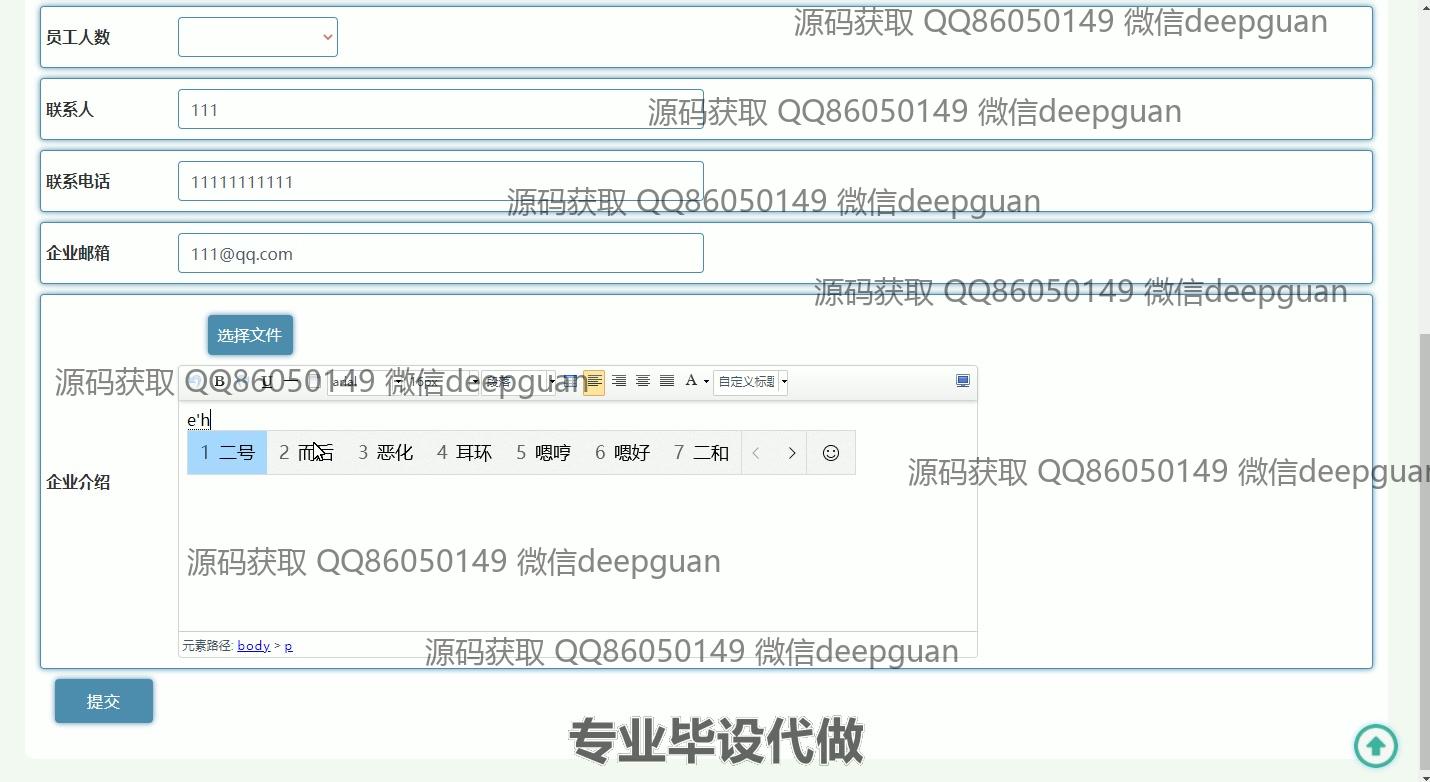 员工人数
源码获取 QQ86050149 微信deepguan
联系人
111
源码获取 QQ86050149 微信deepguan
联系电话
11111111111
源码获取 QQ86050149 微信deepguan
企业邮箱
111@qq.com
源码获取 QQ86050149 微信deepguan
选择文件
源码获取 QQ86050149 微信deepguan
B U arial 16px 段落 A 自定义标题
e'h
1 二号 2 而后 3 恶化 4 耳环 5 嗯哼 6 嗯好 7 二和
源码获取 QQ86050149 微信deepguan
企业介绍
源码获取 QQ86050149 微信deepguan
元素路径: body > p
源码获取 QQ86050149 微信deepguan
提交
专业毕设代做